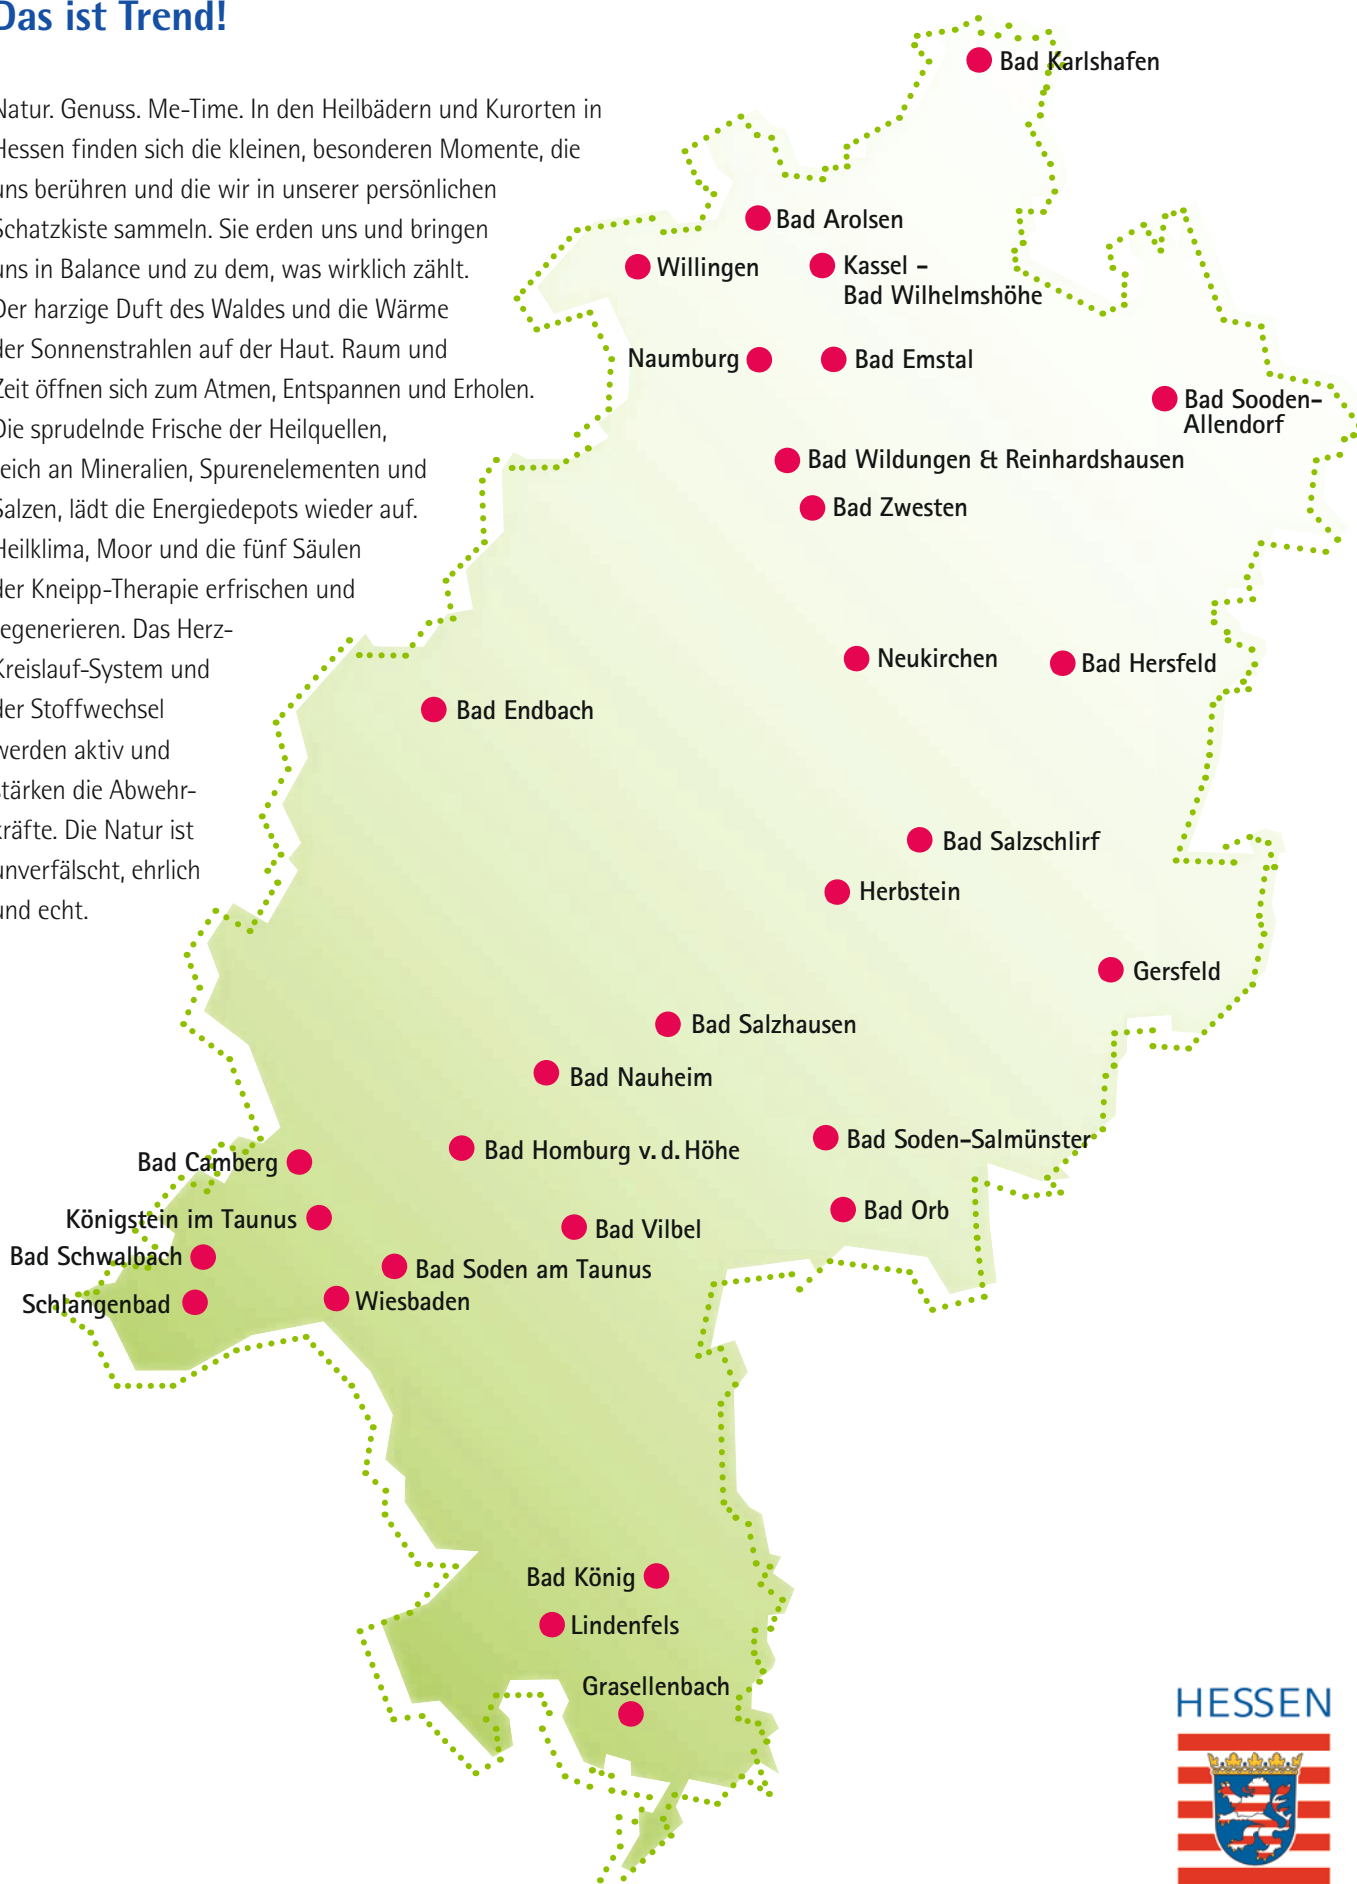 Das ist Trend!
Natur. Genuss. Me-Time. In den Heilbädern und Kurorten in
Hessen finden sich die kleinen, besonderen Momente, die
uns berühren und die wir in unserer persönlichen
Schatzkiste sammeln. Sie erden uns und bringen
uns in Balance und zu dem, was wirklich zählt.
Der harzige Duft des Waldes und die Wärme
der Sonnenstrahlen auf der Haut. Raum und
Zeit öffnen sich zum Atmen, Entspannen und Erholen.
Die sprudelnde Frische der Heilquellen,
eich an Mineralien, Spurenelementen und
Salzen, lädt die Energiedepots wieder auf.
Heilklima, Moor und die fünf Säulen
der Kneipp-Therapie erfrischen und
egenerieren. Das Herz-
Kreislauf-System und
der Stoffwechsel
werden aktiv und
stärken die Abwehr-
kräfte. Die Natur ist
unverfälscht, ehrlich
und echt.
Bad Karlshafen
Bad Arolsen
Willingen
Kassel -
Bad Wilhelmshöhe
Naumburg
Bad Emstal
Bad Sooden-
Allendorf
Bad Wildungen & Reinhardshausen
Bad Zwesten
Neukirchen
Bad Hersfeld
Bad Endbach
Bad Salzschlirf
Herbstein
Gersfeld
Bad Salzhausen
Bad Nauheim
Bad Soden-Salmünster
Bad Homburg v. d. Höhe
Bad Camberg
Bad Orb
Königstein im Taunus
Bad Vilbel
Bad Schwalbach
Bad Soden am Taunus
Schlangenbad
Wiesbaden
Bad König
Lindenfels
Grasellenbach
HESSEN